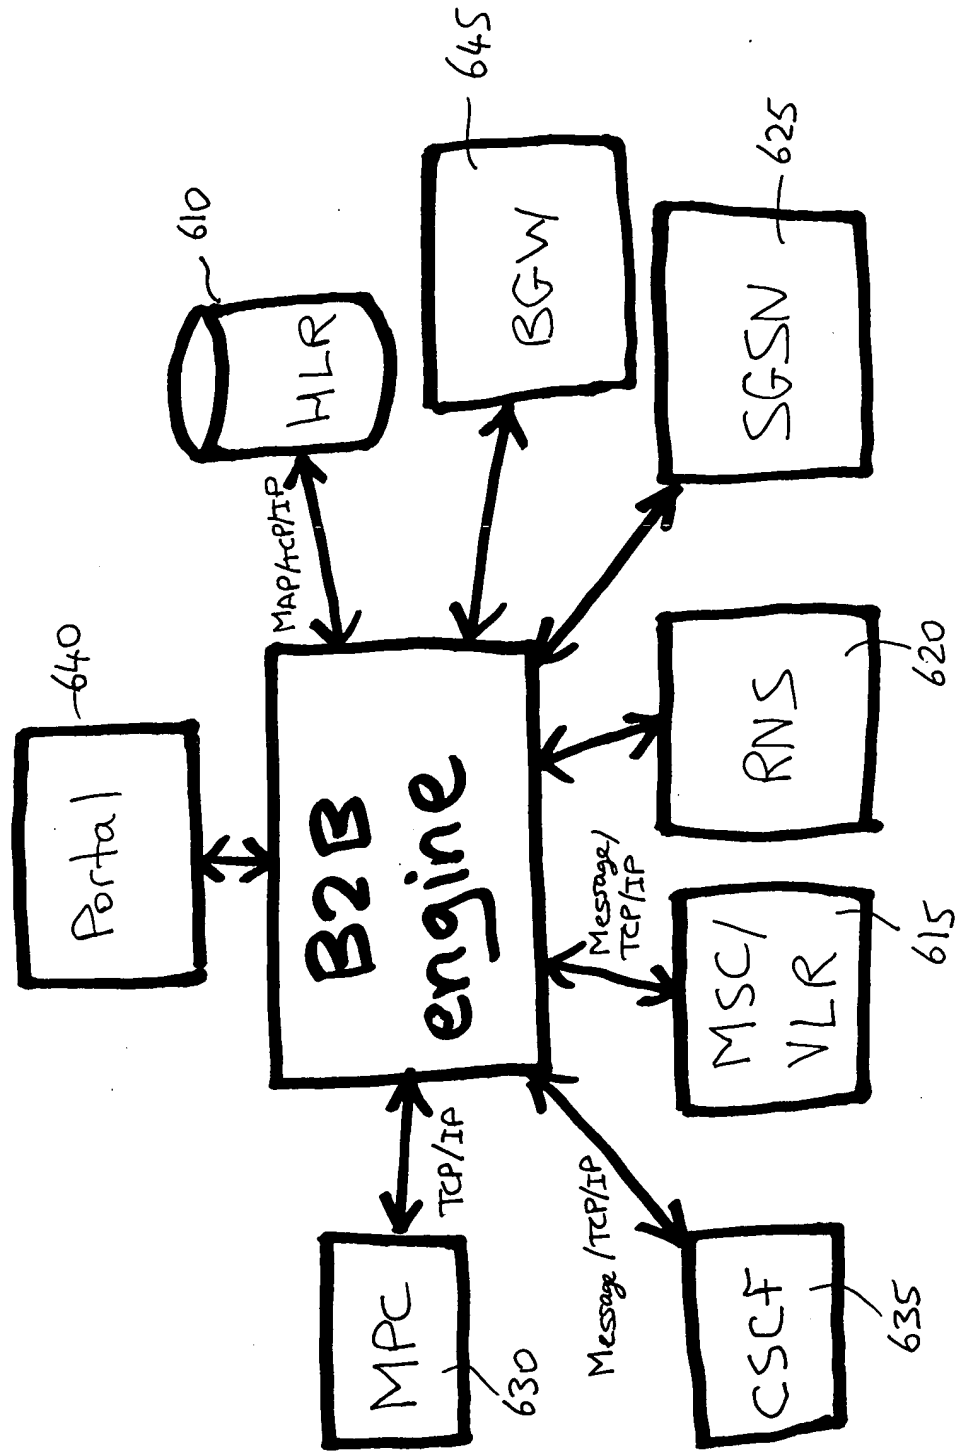 Portal
640
610
MAP/TCP/IP
HLR
B2B
engine
MPC
630
TCP/IP
645
BGW
Message/TCP/IP
Message/
TCP/IP
CSCF
635
MSC/
VLR
615
RNS
620
SGSN
625